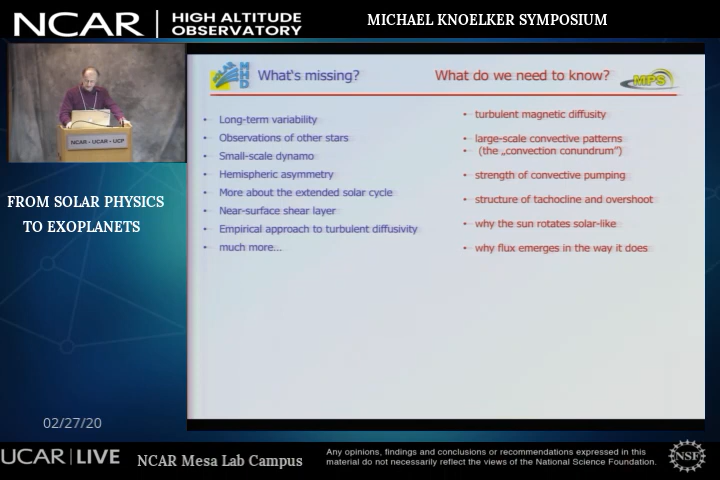 NCAR | HIGH ALTITUDE OBSERVATORY
MICHAEL KNOELKER SYMPOSIUM
NCAR - UCAR - UCP
FROM SOLAR PHYSICS
TO EXOPLANETS
02/27/20
MHD
What's missing?
• Long-term variability
• Observations of other stars
• Small-scale dynamo
• Hemispheric asymmetry
• More about the extended solar cycle
• Near-surface shear layer
• Empirical approach to turbulent diffusivity
• much more...
What do we need to know?
MPS
• turbulent magnetic diffusity
• large-scale convective patterns
• (the „convection conundrum")
• strength of convective pumping
• structure of tachocline and overshoot
• why the sun rotates solar-like
• why flux emerges in the way it does
UCAR | LIVE
NCAR Mesa Lab Campus
Any opinions, findings and conclusions or recommendations expressed in this
material do not necessarily reflect the views of the National Science Foundation.
NSF